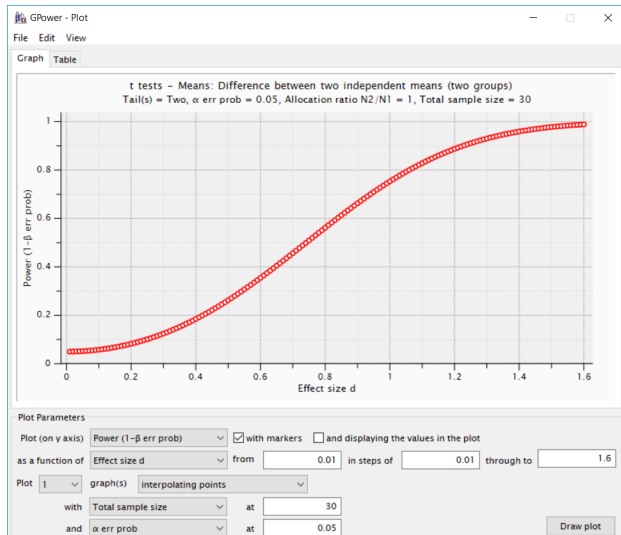 GPower - Plot
File Edit View
Graph Table
t tests – Means: Difference between two independent means (two groups)
Tail(s) = Two, α err prob = 0.05, Allocation ratio N2/N1 = 1, Total sample size = 30
1
0.8
0.6
0.4
0.2
0
Power (1-β err prob)
0 0.2 0.4 0.6 0.8 1 1.2 1.4 1.6
Effect size d
Plot Parameters
Plot (on y axis) Power (1-β err prob) with markers and displaying the values in the plot
as a function of Effect size d from 0.01 in steps of 0.01 through to 1.6
Plot 1 graph(s) interpolating points
with Total sample size at 30
and α err prob at 0.05 Draw plot